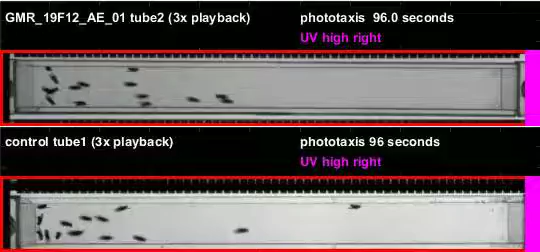 GMR_19F12_AE_01 tube2 (3x playback)
phototaxis 96.0 seconds
UV high right
control tube1 (3x playback)
phototaxis 96 seconds
UV high right